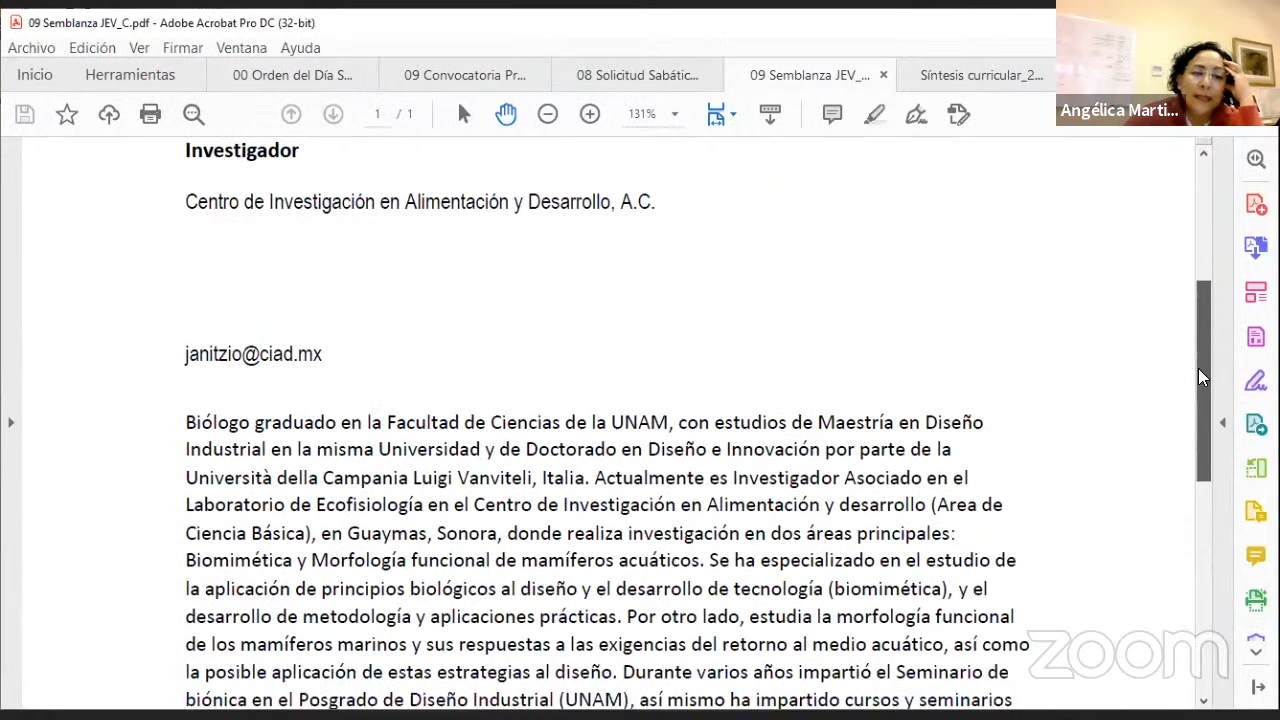 09 Semblanza JEV_C.pdf - Adobe Acrobat Pro DC (32-bit)
Archivo Edición Ver Firmar Ventana Ayuda
Inicio Herramientas 00 Orden del Día S... 09 Convocatoria Pr... 08 Solicitud Sabátic... 09 Semblanza JEV_... × Síntesis curricular_2...
1 / 1 131%
Angélica Marti...
Investigador
Centro de Investigación en Alimentación y Desarrollo, A.C.
janitzio@ciad.mx
Biólogo graduado en la Facultad de Ciencias de la UNAM, con estudios de Maestría en Diseño
Industrial en la misma Universidad y de Doctorado en Diseño e Innovación por parte de la
Università della Campania Luigi Vanviteli, Italia. Actualmente es Investigador Asociado en el
Laboratorio de Ecofisiología en el Centro de Investigación en Alimentación y desarrollo (Area de
Ciencia Básica), en Guaymas, Sonora, donde realiza investigación en dos áreas principales:
Biomimética y Morfología funcional de mamíferos acuáticos. Se ha especializado en el estudio de
la aplicación de principios biológicos al diseño y el desarrollo de tecnología (biomimética), y el
desarrollo de metodología y aplicaciones prácticas. Por otro lado, estudia la morfología funcional
de los mamíferos marinos y sus respuestas a las exigencias del retorno al medio acuático, así como
la posible aplicación de estas estrategias al diseño. Durante varios años impartió el Seminario de
biónica en el Posgrado de Diseño Industrial (UNAM), así mismo ha impartido cursos y seminarios
zoom